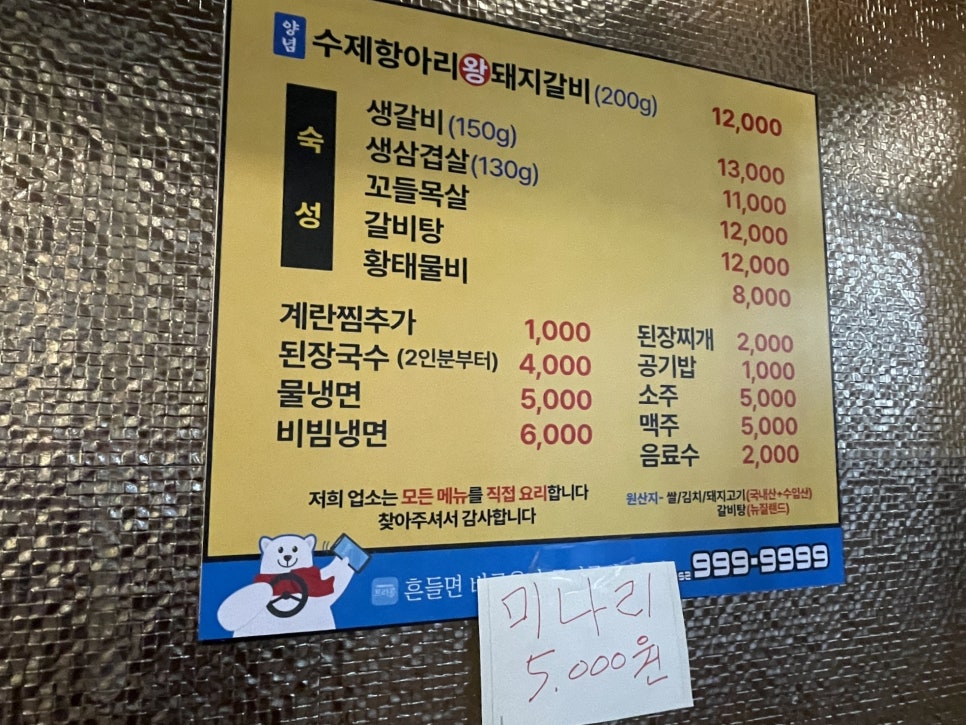 양념 수제항아리왕돼지갈비(200g) 12,000
숙성
생갈비(150g) 13,000
생삼겹살(130g) 11,000
꼬들목살 12,000
갈비탕 12,000
황태물비 8,000
계란찜추가 1,000
된장국수 (2인분부터) 4,000
물냉면 5,000
비빔냉면 6,000
된장찌개 2,000
공기밥 1,000
소주 5,000
맥주 5,000
음료수 2,000
저희 업소는 모든 메뉴를 직접 요리합니다
찾아주셔서 감사합니다
원산지- 쌀/김치/돼지고기(국내산+수입산)
갈비탕(뉴질랜드)
흔들면 999-9999
미나리
5.000원